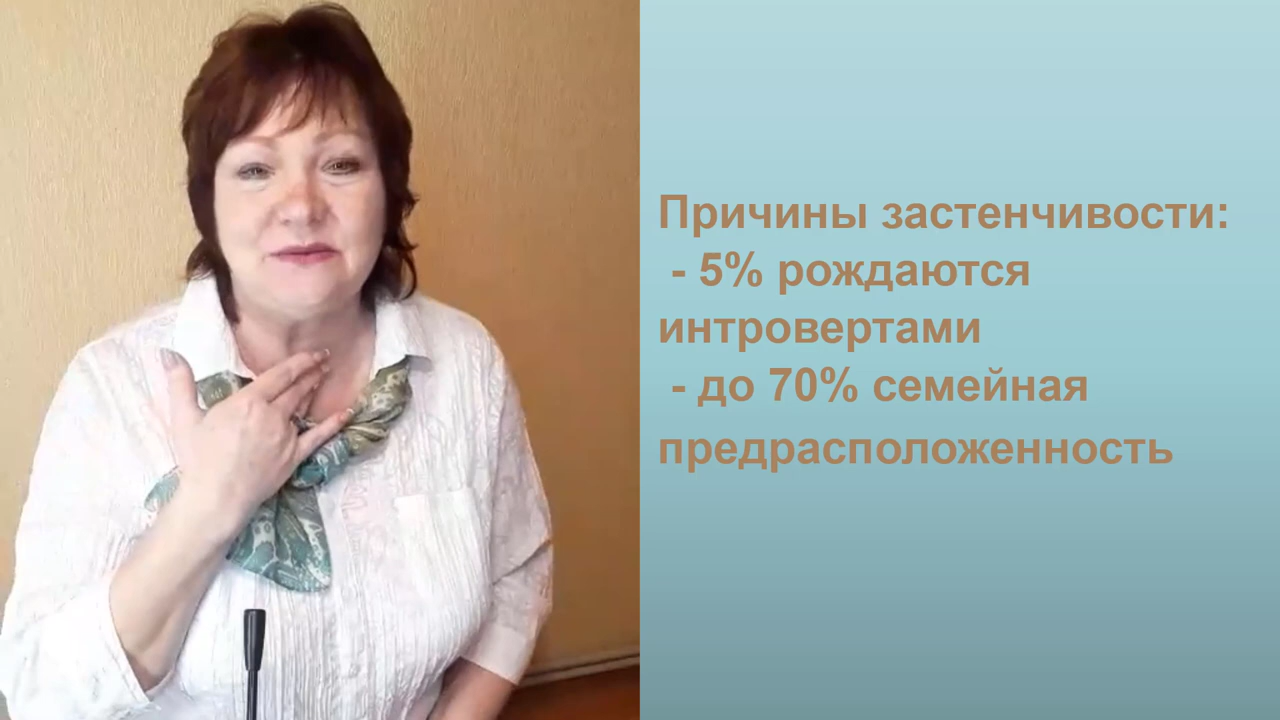 Причины застенчивости:
- 5% рождаются
интровертами
- до 70% семейная
предрасположенность